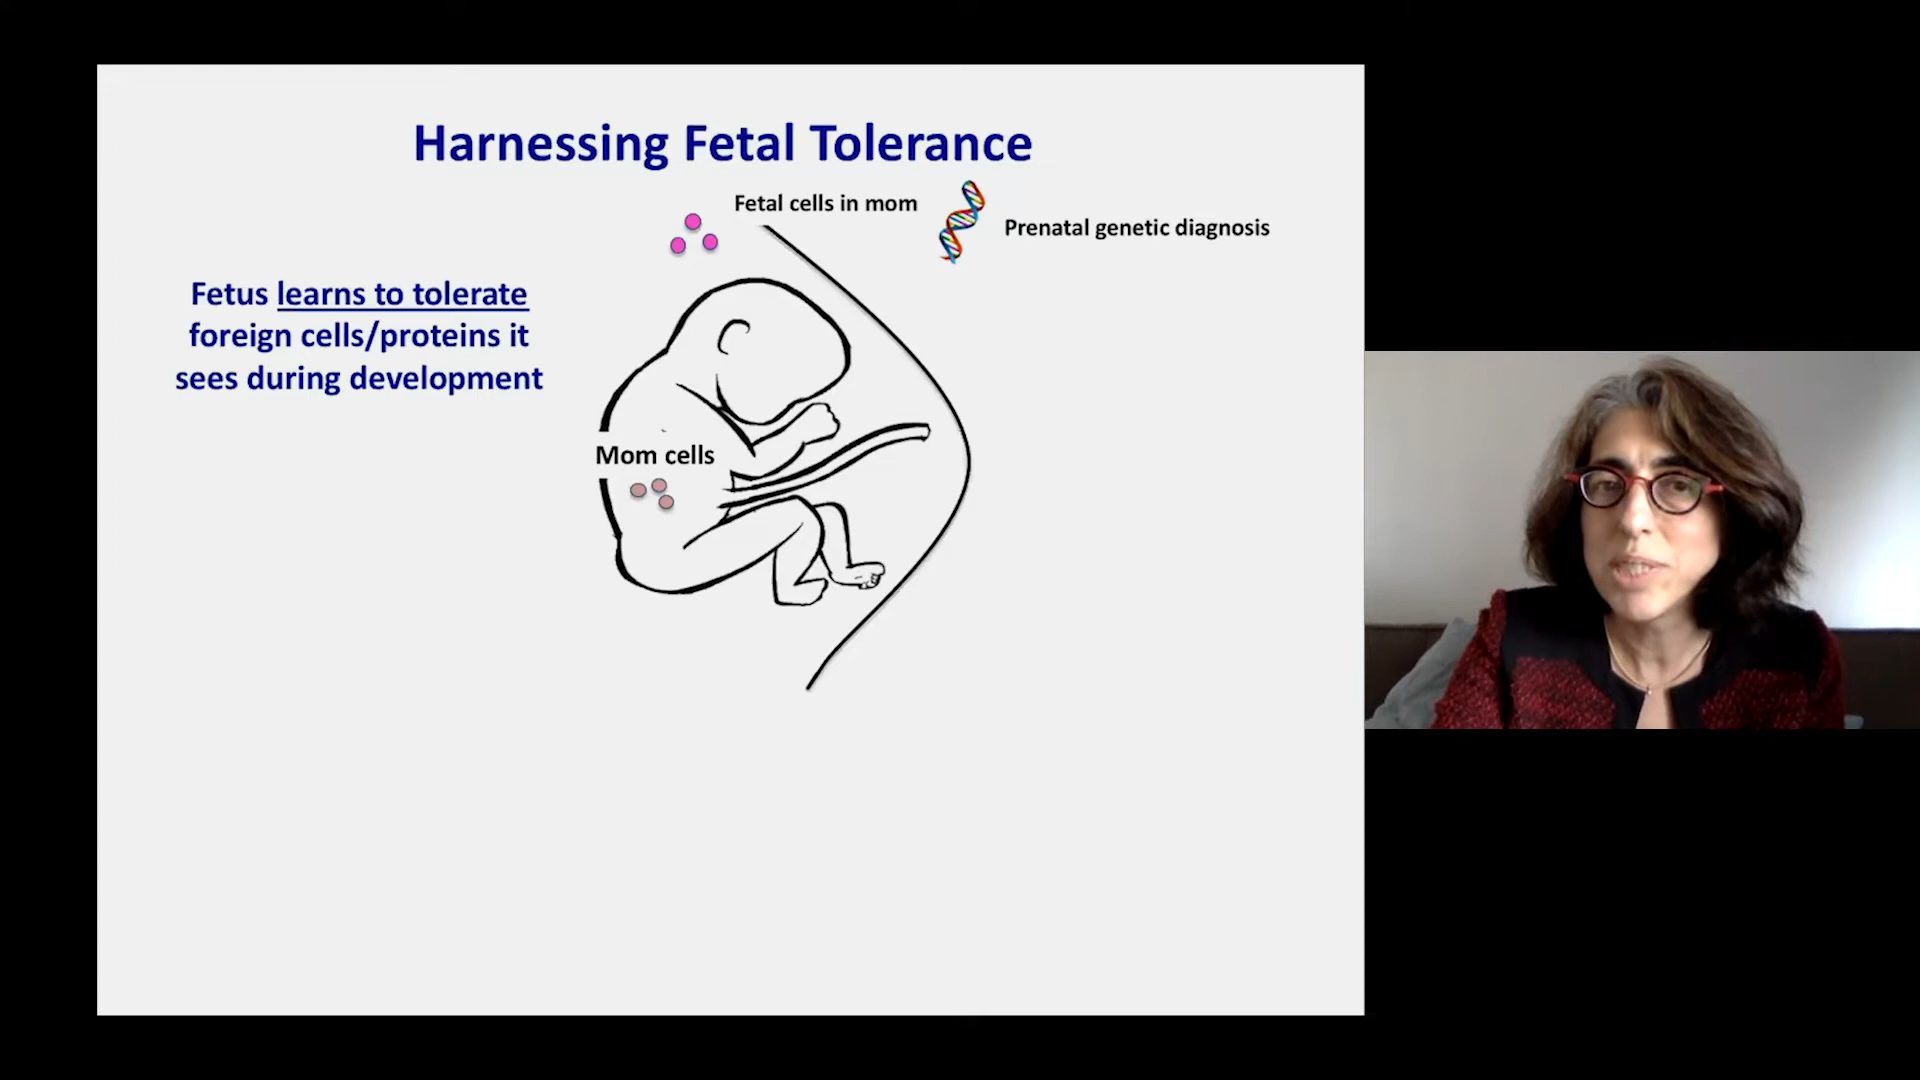 Harnessing Fetal Tolerance
Fetal cells in mom
Prenatal genetic diagnosis
Fetus learns to tolerate
foreign cells/proteins it
sees during development
Mom cells